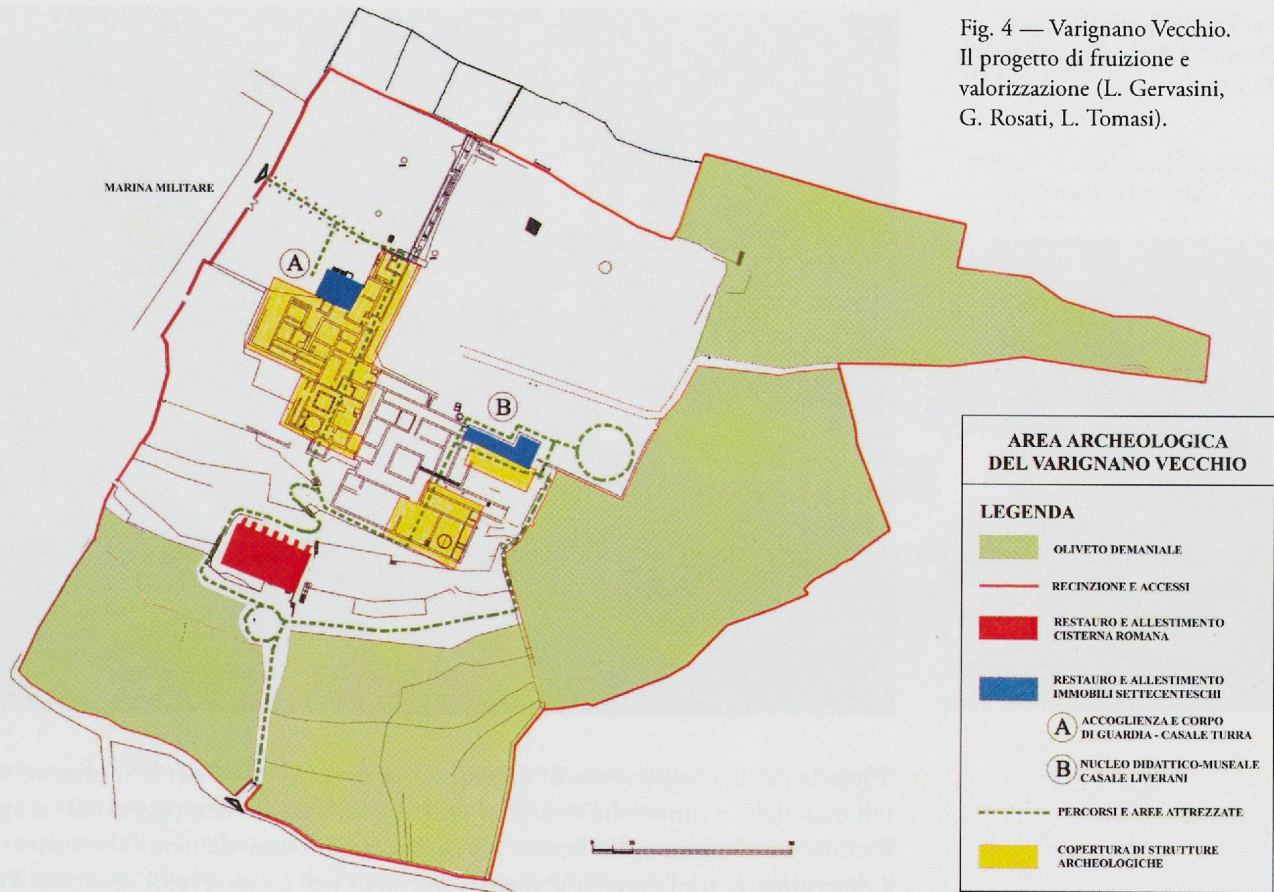 Fig. 4 — Varignano Vecchio.
Il progetto di fruizione e
valorizzazione (L. Gervasini,
G. Rosati, L. Tomasi).
MARINA MILITARE
A
B
AREA ARCHEOLOGICA
DEL VARIGNANO VECCHIO
LEGENDA
OLIVETO DEMANIALE
RECINZIONE E ACCESSI
RESTAURO E ALLESTIMENTO
CISTERNA ROMANA
RESTAURO E ALLESTIMENTO
IMMOBILI SETTECENTESCHI
A ACCOGLIENZA E CORPO
DI GUARDIA - CASALE TURRA
B NUCLEO DIDATTICO-MUSEALE
CASALE LIVERANI
PERCORSI E AREE ATTREZZATE
COPERTURA DI STRUTTURE
ARCHEOLOGICHE